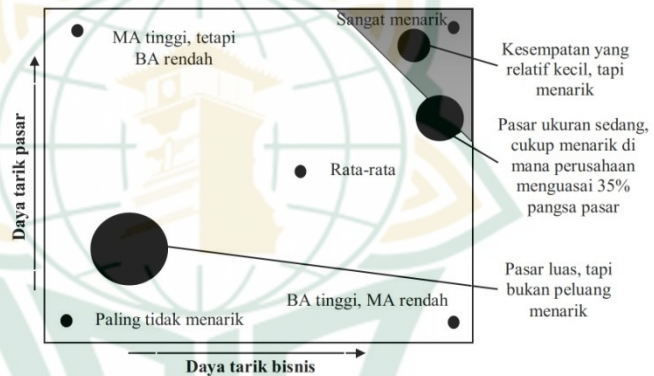 Sangat menarik
MA tinggi, tetapi
BA rendah
Kesempatan yang
relatif kecil, tapi
menarik
Pasar ukuran sedang,
cukup menarik di
mana perusahaan
menguasai 35%
pangsa pasar
Daya tarik pasar
Rata-rata
Pasar luas, tapi
bukan peluang
menarik
BA tinggi, MA rendah
Paling tidak menarik
Daya tarik bisnis